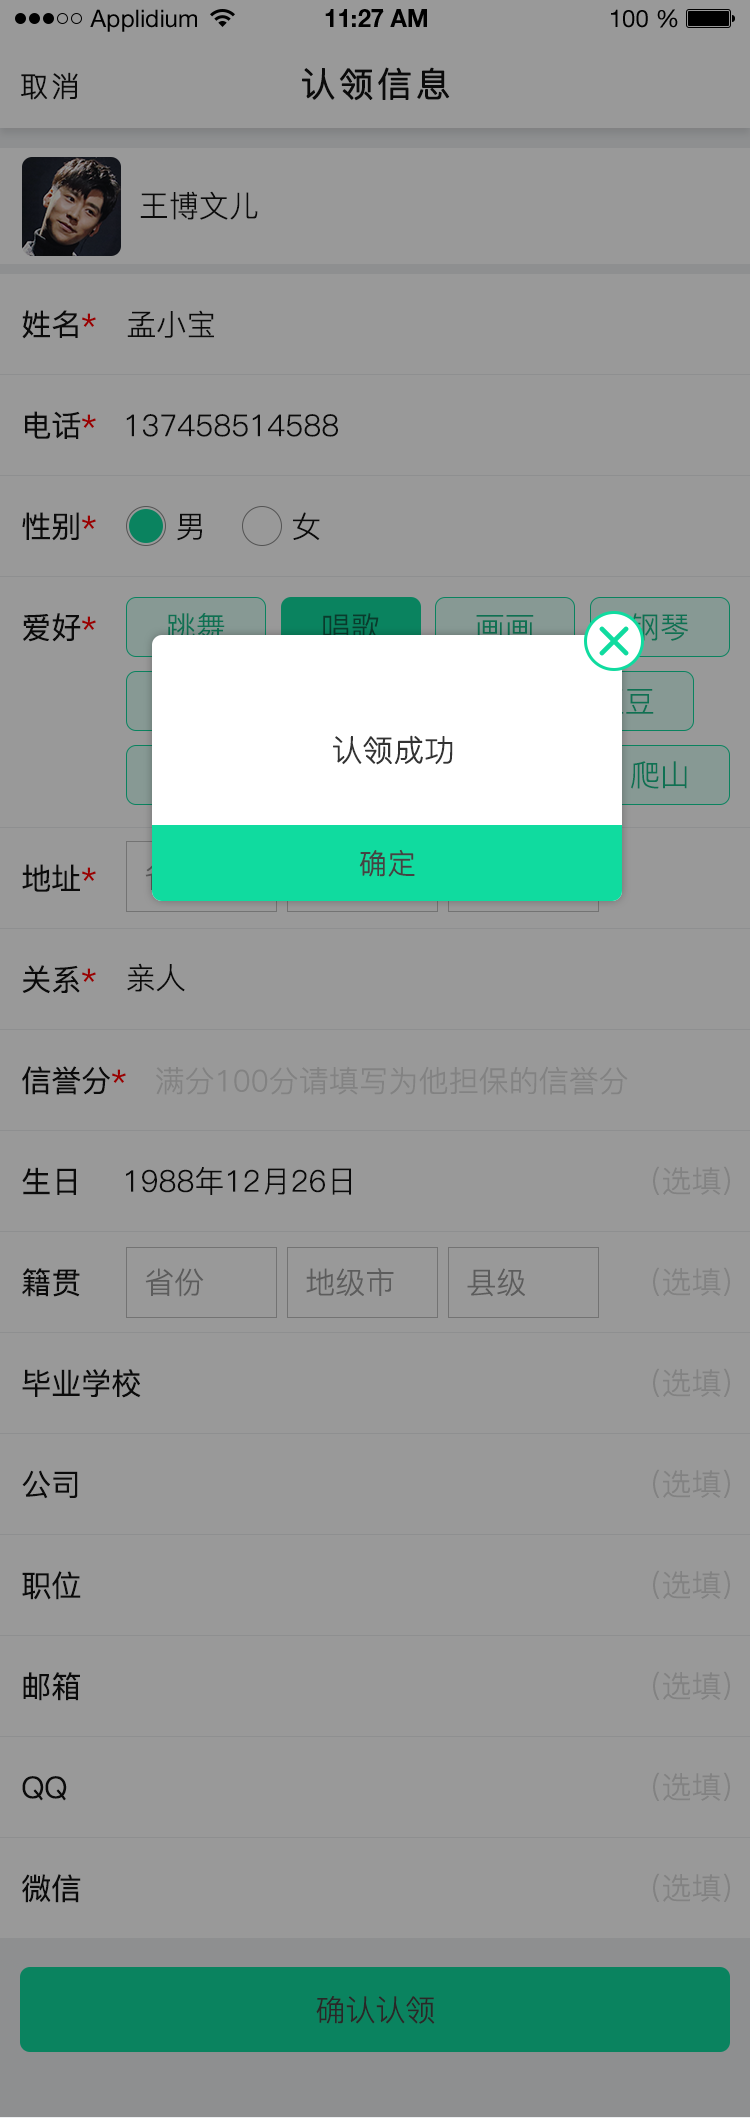 Applidium 11:27 AM 100 %
取消 认领信息
王博文儿
姓名* 孟小宝
电话* 137458514588
性别* 男 女
爱好* 跳舞 唱歌 画画 钢琴
豆
爬山
认领成功
确定
地址*
关系* 亲人
信誉分* 满分100分请填写为他担保的信誉分
生日 1988年12月26日 (选填)
籍贯 省份 地级市 县级 (选填)
毕业学校 (选填)
公司 (选填)
职位 (选填)
邮箱 (选填)
QQ (选填)
微信 (选填)
确认认领